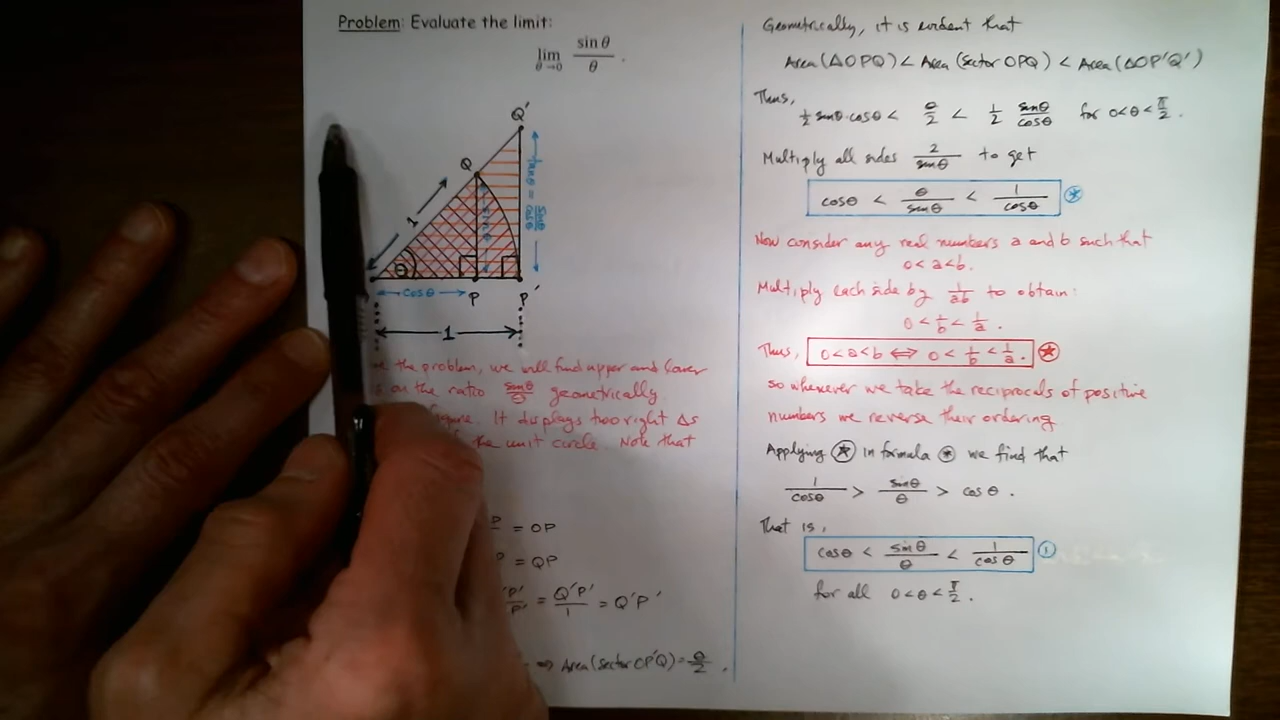 Problem: Evaluate the limit:
lim θ→0 sin θ / θ .
Q'
Q
1
tanθ = sinθ/cosθ
sinθ
θ
cosθ
P P'
1
the problem, we will find upper and lower
on the ratio sinθ/θ geometrically
figure. It displays two right Δs
the unit circle. Note that
= OP
= QP
= Q'P'/1 = Q'P'
⇒ Area(sector OP'Q) = θ/2 .
Geometrically, it is evident that
Area(ΔOPQ) < Area(sector OPQ) < Area(ΔOP'Q')
Thus,
1/2 sinθ·cosθ < θ/2 < 1/2 sinθ/cosθ for 0<θ<π/2 .
Multiply all sides 2/sinθ to get
cosθ < θ/sinθ < 1/cosθ
Now consider any real numbers a and b such that
0<a<b.
Multiply each side by 1/ab to obtain:
0 < 1/b < 1/a .
Thus, 0<a<b ⇔ 0 < 1/b < 1/a .
so whenever we take the reciprocals of positive
numbers we reverse their ordering.
Applying ★ in formula * we find that
1/cosθ > sinθ/θ > cos θ .
That is,
cosθ < sinθ/θ < 1/cosθ 1
for all 0<θ<π/2 .